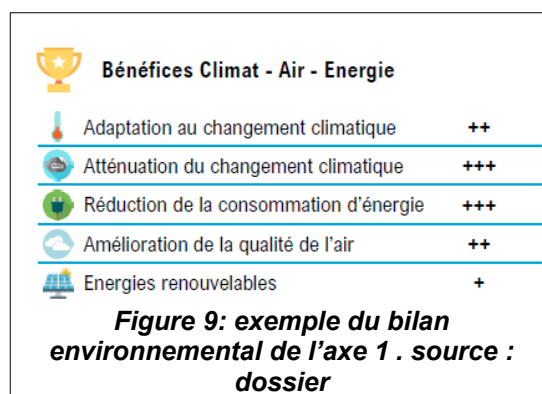 Bénéfices Climat - Air - Energie
Adaptation au changement climatique ++
Atténuation du changement climatique +++
Réduction de la consommation d'énergie +++
Amélioration de la qualité de l'air ++
Energies renouvelables +
Figure 9: exemple du bilan
environnemental de l'axe 1 . source :
dossier